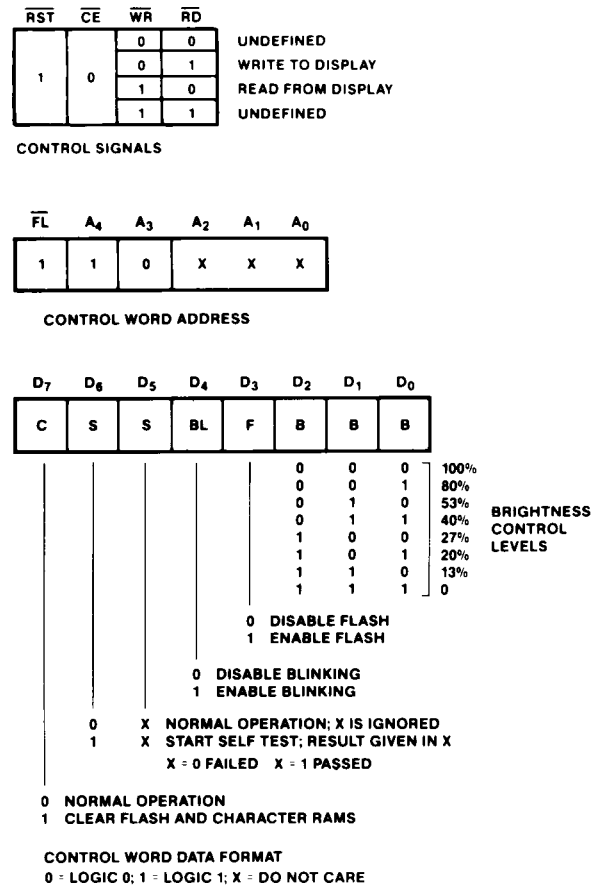 RST CE WR RD
0 0 UNDEFINED
0 1 WRITE TO DISPLAY
1 0 1 0 READ FROM DISPLAY
1 1 UNDEFINED
CONTROL SIGNALS
FL A₄ A₃ A₂ A₁ A₀
1 1 0 X X X
CONTROL WORD ADDRESS
D₇ D₆ D₅ D₄ D₃ D₂ D₁ D₀
C S S BL F B B B
0 0 0 100%
0 0 1 80%
0 1 0 53%
0 1 1 40%
1 0 0 27%
1 0 1 20%
1 1 0 13%
1 1 1 0
BRIGHTNESS
CONTROL
LEVELS
0 DISABLE FLASH
1 ENABLE FLASH
0 DISABLE BLINKING
1 ENABLE BLINKING
0 X NORMAL OPERATION; X IS IGNORED
1 X START SELF TEST; RESULT GIVEN IN X
X = 0 FAILED X = 1 PASSED
0 NORMAL OPERATION
1 CLEAR FLASH AND CHARACTER RAMS
CONTROL WORD DATA FORMAT
0 = LOGIC 0; 1 = LOGIC 1; X = DO NOT CARE